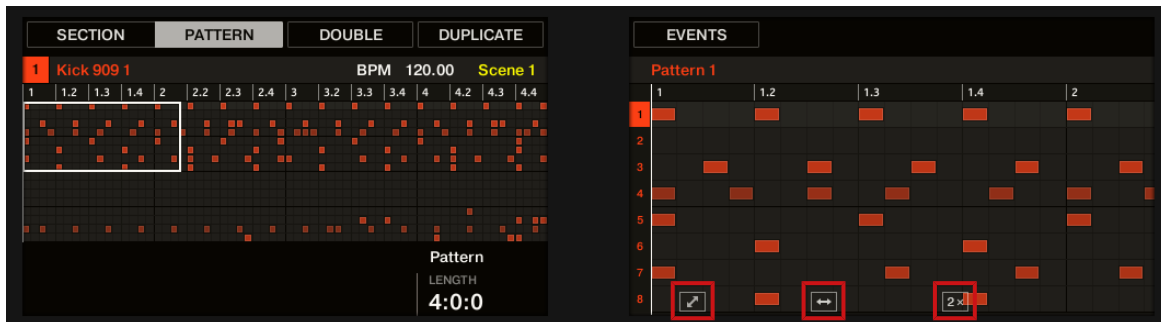 SECTION PATTERN DOUBLE DUPLICATE
1 Kick 909 1 BPM 120.00 Scene 1
1 1.2 1.3 1.4 2 2.2 2.3 2.4 3 3.2 3.3 3.4 4 4.2 4.3 4.4
Pattern
LENGTH
4:0:0
EVENTS
Pattern 1
1 1.2 1.3 1.4 2
1
2
3
4
5
6
7
8 2×